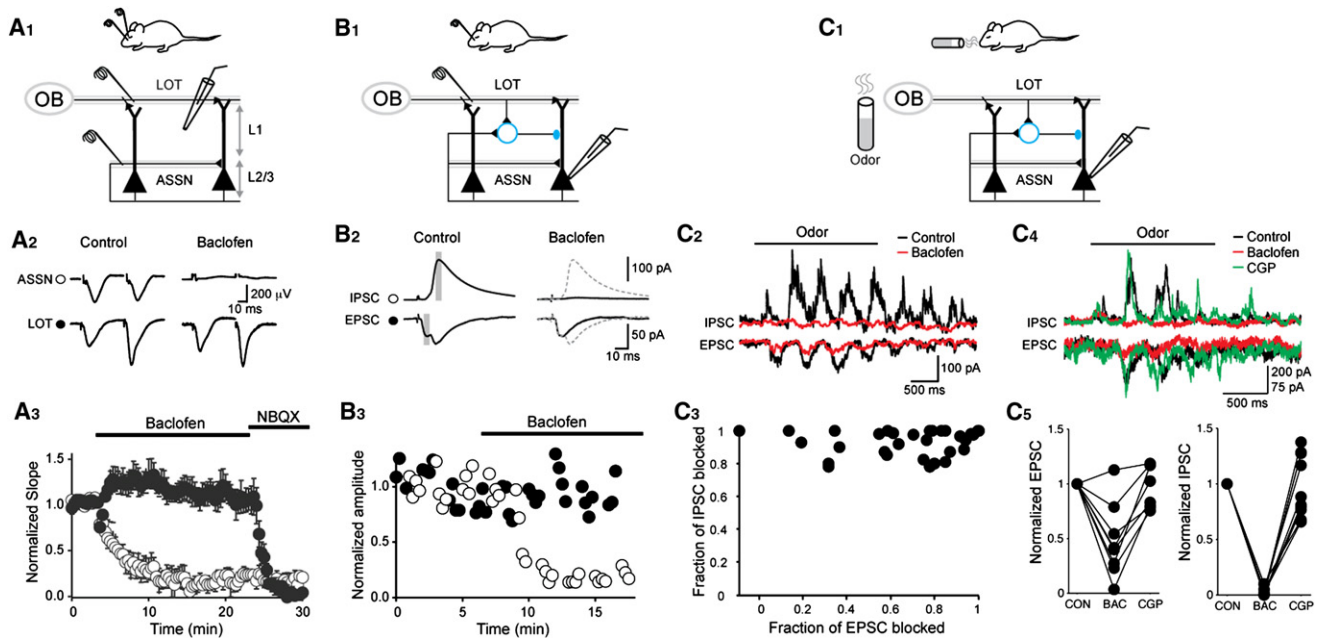 A1
OB
LOT
L1
ASSN
L2/3
B1
OB
LOT
ASSN
C1
OB
LOT
Odor
ASSN
A2
Control
Baclofen
ASSN
200 μV
10 ms
LOT
B2
Control
Baclofen
100 pA
IPSC
EPSC
50 pA
10 ms
C2
Odor
Control
Baclofen
IPSC
EPSC
100 pA
500 ms
C4
Odor
Control
Baclofen
CGP
IPSC
EPSC
200 pA
75 pA
500 ms
A3
Baclofen
NBQX
Normalized Slope
1.5
1.0
0.5
0.0
0
10
20
30
Time (min)
B3
Baclofen
Normalized amplitude
1.5
1.0
0.5
0.0
0
5
10
15
Time (min)
C3
Fraction of IPSC blocked
1
0.8
0.6
0.4
0.2
0
0
0.2
0.4
0.6
0.8
1
Fraction of EPSC blocked
C5
Normalized EPSC
1.5
1
0.5
0
CON
BAC
CGP
Normalized IPSC
1.5
1
0.5
0
CON
BAC
CGP